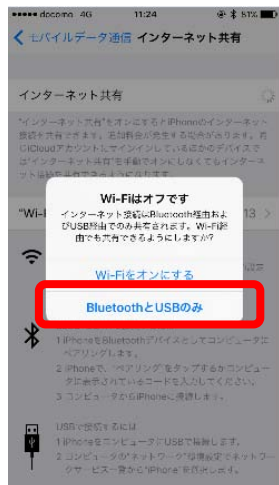 docomo 4G 11:24 81%
モバイルデータ通信 インターネット共有
インターネット共有
"インターネット共有"をオンにするとiPhoneのインターネット
接続を共有できます。追加料金が発生する場合があります。同
じiCloudアカウントにサインインしているほかのデバイスで
は"インターネット共有"を手動でオンにしなくてもインターネ
Wi-Fiはオフです
インターネット接続はBluetooth経由およ
びUSB経由でのみ共有されます。Wi-Fi経
由でも共有できるようにしますか?
"Wi-F 13
Wi-Fiをオンにする
BluetoothとUSBのみ
1 iPhoneをBluetoothデバイスとしてコンピュータに
ペアリングします。
2 iPhoneで、"ペアリング"をタップするかコンピュー
タに表示されているコードを入力してください。
3 コンピュータからiPhoneに接続します。
USBで接続するには
1 iPhoneをコンピュータにUSBで接続します。
2 コンピュータの"ネットワーク"環境設定でネットワー
クサービス一覧から"iPhone"を選択します。